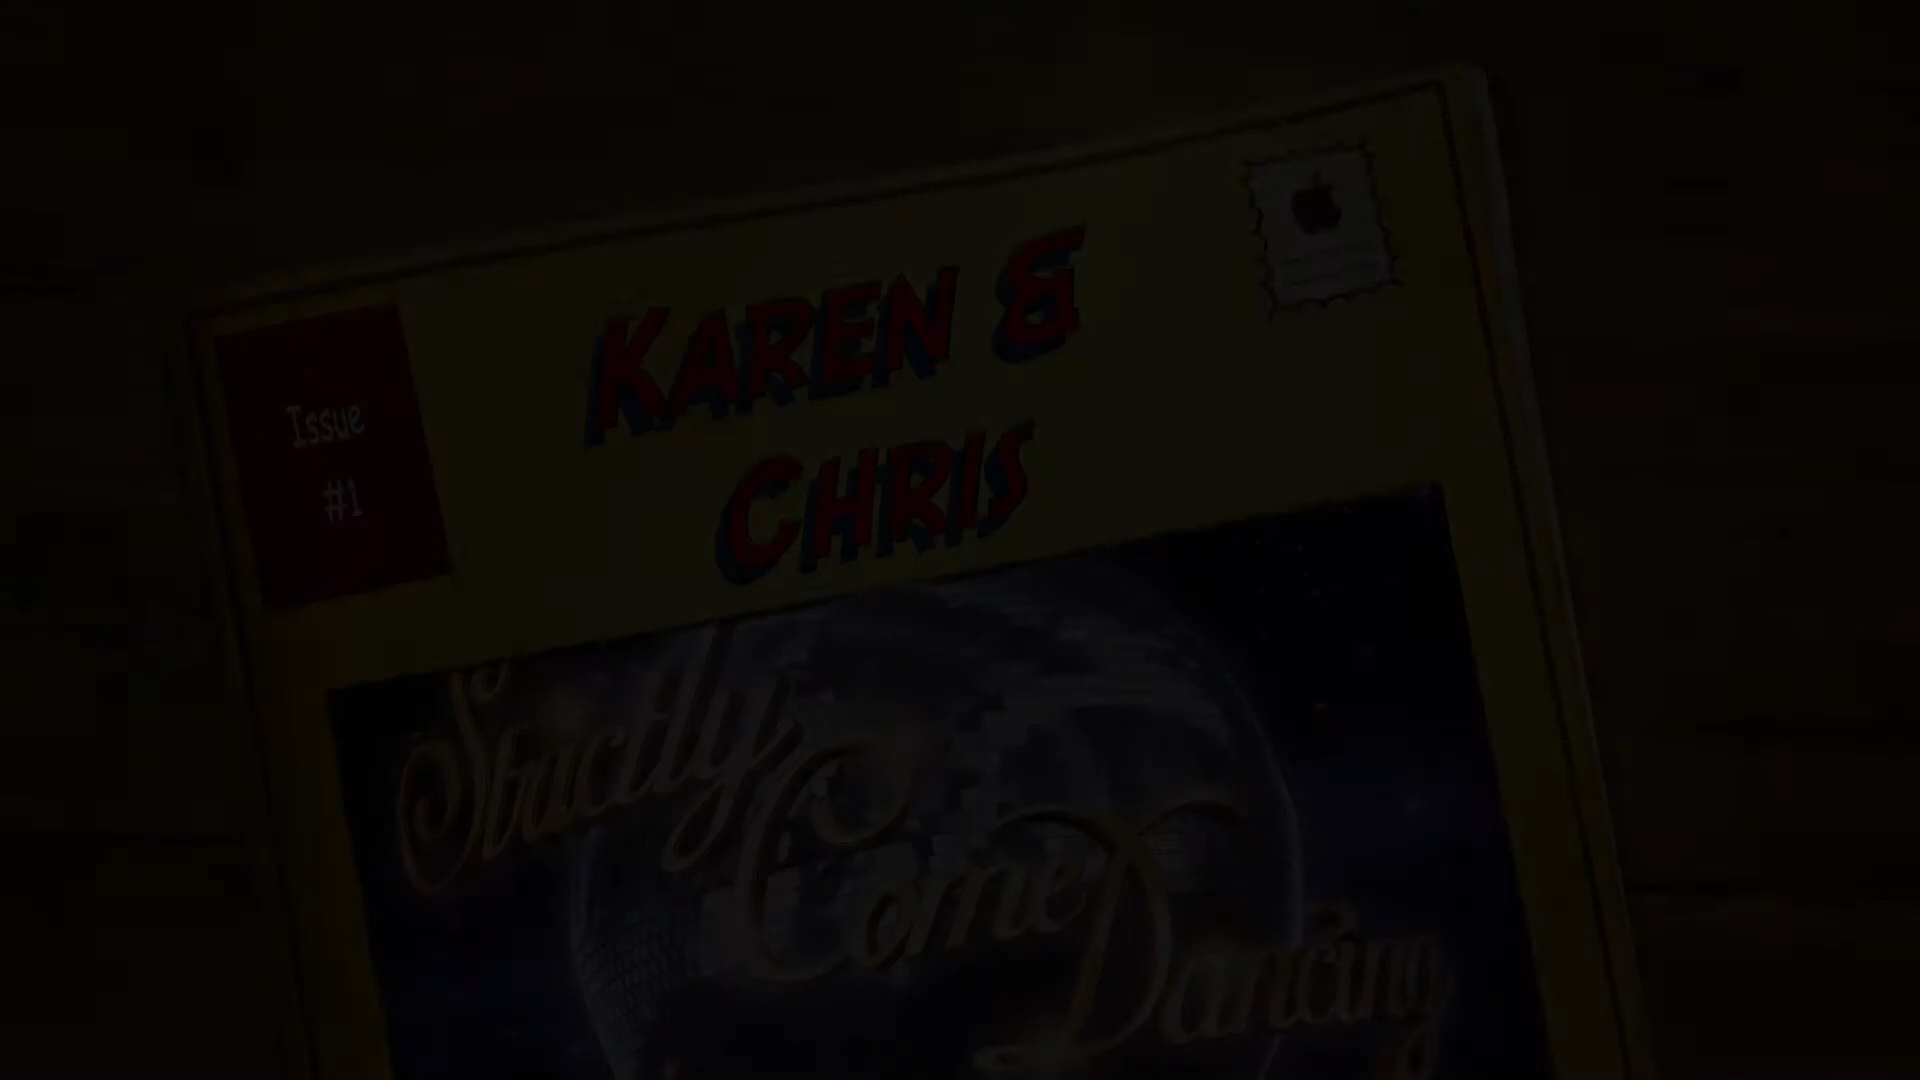 Issue
#1
KAREN &
CHRIS
Strictly
Come
Dancing